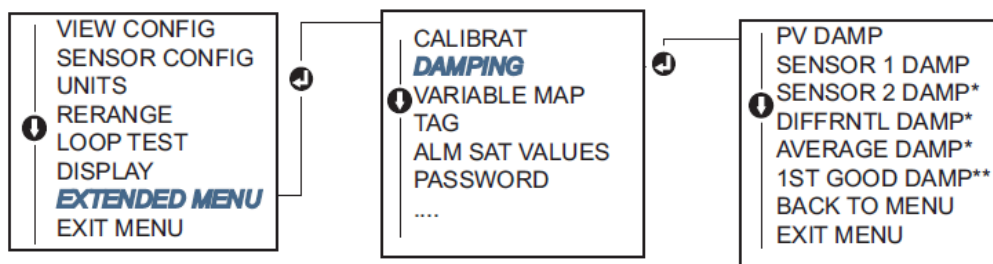 VIEW CONFIG
SENSOR CONFIG
UNITS
RERANGE
LOOP TEST
DISPLAY
EXTENDED MENU
EXIT MENU
CALIBRAT
DAMPING
VARIABLE MAP
TAG
ALM SAT VALUES
PASSWORD
....
PV DAMP
SENSOR 1 DAMP
SENSOR 2 DAMP*
DIFFRNTL DAMP*
AVERAGE DAMP*
1ST GOOD DAMP**
BACK TO MENU
EXIT MENU